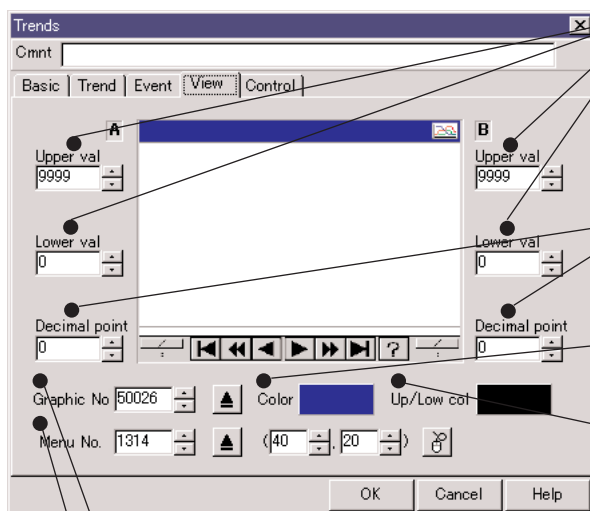 Trends
Cmnt
Basic Trend Event View Control
A B
Upper val Upper val
9999 9999
Lower val Lower val
0 0
Decimal point Decimal point
0 ? 0
Graphic No 50026 Color Up/Low col
Menu No. 1314 (40 , 20 )
OK Cancel Help